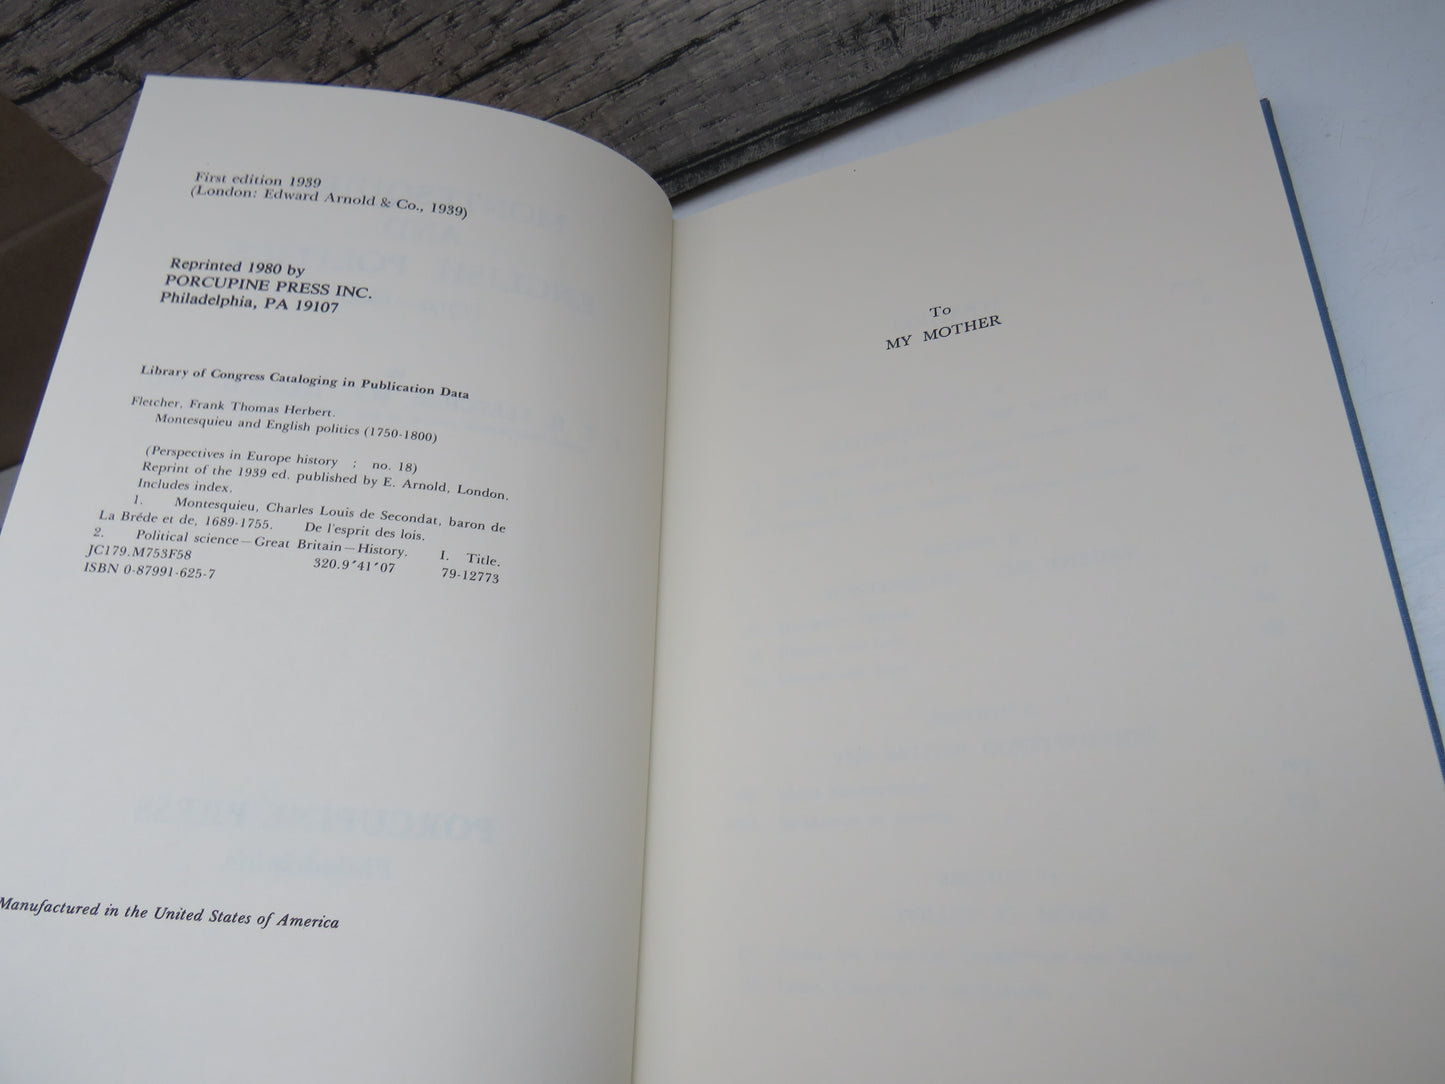 First edition 1939
(London: Edward Arnold & Co., 1939)
Reprinted 1980 by
PORCUPINE PRESS INC.
Philadelphia, PA 19107
Library of Congress Cataloging in Publication Data
Fletcher, Frank Thomas Herbert.
Montesquieu and English politics (1750-1800)
(Perspectives in Europe history ; no. 18)
Reprint of the 1939 ed. published by E. Arnold, London.
Includes index.
1. Montesquieu, Charles Louis de Secondat, baron de
La Bréde et de, 1689-1755. De l'esprit des lois.
2. Political science—Great Britain—History. I. Title.
JC179.M753F58 320.9'41'07 79-12773
ISBN 0-87991-625-7
Manufactured in the United States of America
To
MY MOTHER